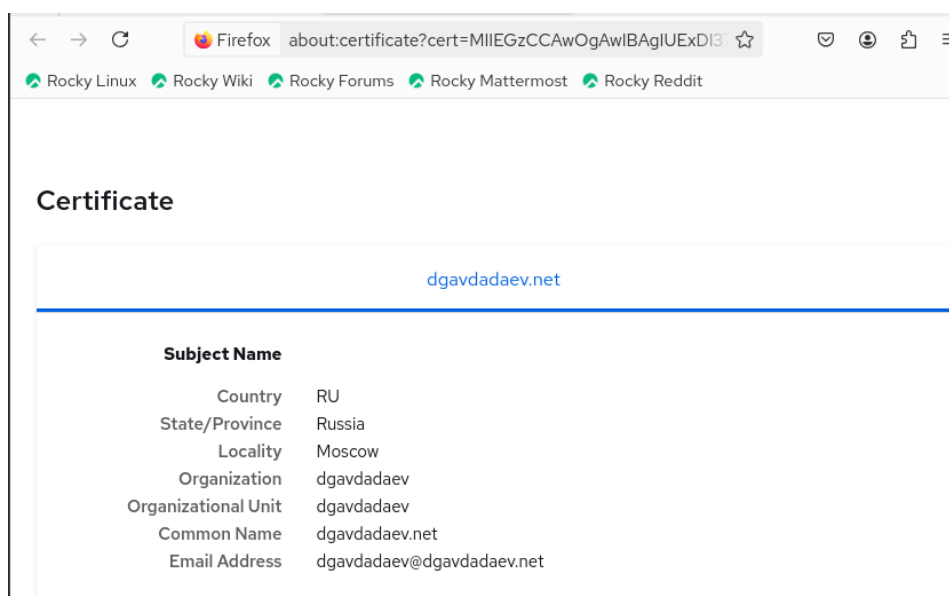 Firefox about:certificate?cert=MIIEGzCCAwOgAwIBAgIUExDI3
Rocky Linux Rocky Wiki Rocky Forums Rocky Mattermost Rocky Reddit
Certificate
dgavdadaev.net
Subject Name
Country RU
State/Province Russia
Locality Moscow
Organization dgavdadaev
Organizational Unit dgavdadaev
Common Name dgavdadaev.net
Email Address dgavdadaev@dgavdadaev.net